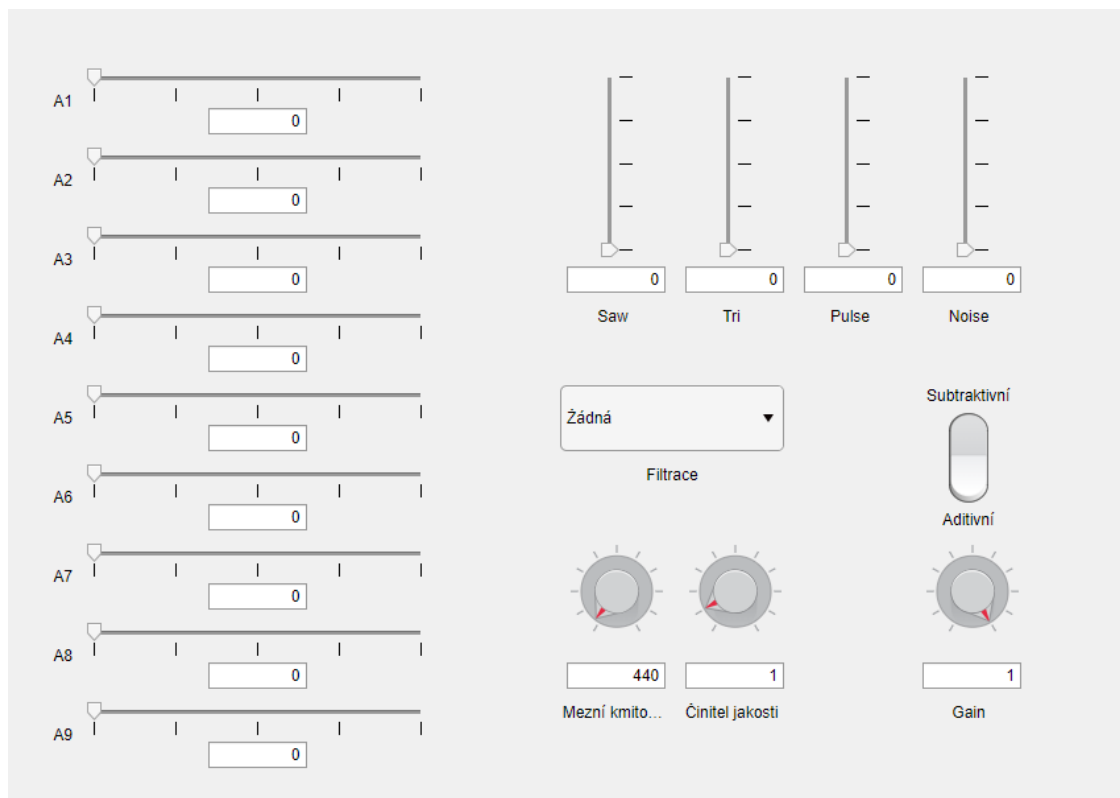 A1
0
A2
0
A3
0
A4
0
A5
0
A6
0
A7
0
A8
0
A9
0
0 0 0 0
Saw Tri Pulse Noise
Žádná
Filtrace
Subtraktivní
Aditivní
440 1 1
Mezní kmito... Činitel jakosti Gain